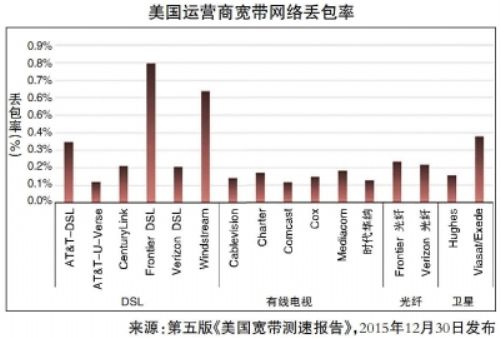 美国运营商宽带网络丢包率
丢包率(%)
0.9%
0.8%
0.7%
0.6%
0.5%
0.4%
0.3%
0.2%
0.1%
0.0%
AT&T-DSL
AT&T-U-Verse
CenturyLink
Frontier DSL
Verizon DSL
Windstream
Cablevision
Charter
Comcast
Cox
Mediacom
时代华纳
Frontier 光纤
Verizon 光纤
Hughes
Viasat/Exede
DSL
有线电视
光纤
卫星
来源:第五版《美国宽带测速报告》,2015年12月30日发布